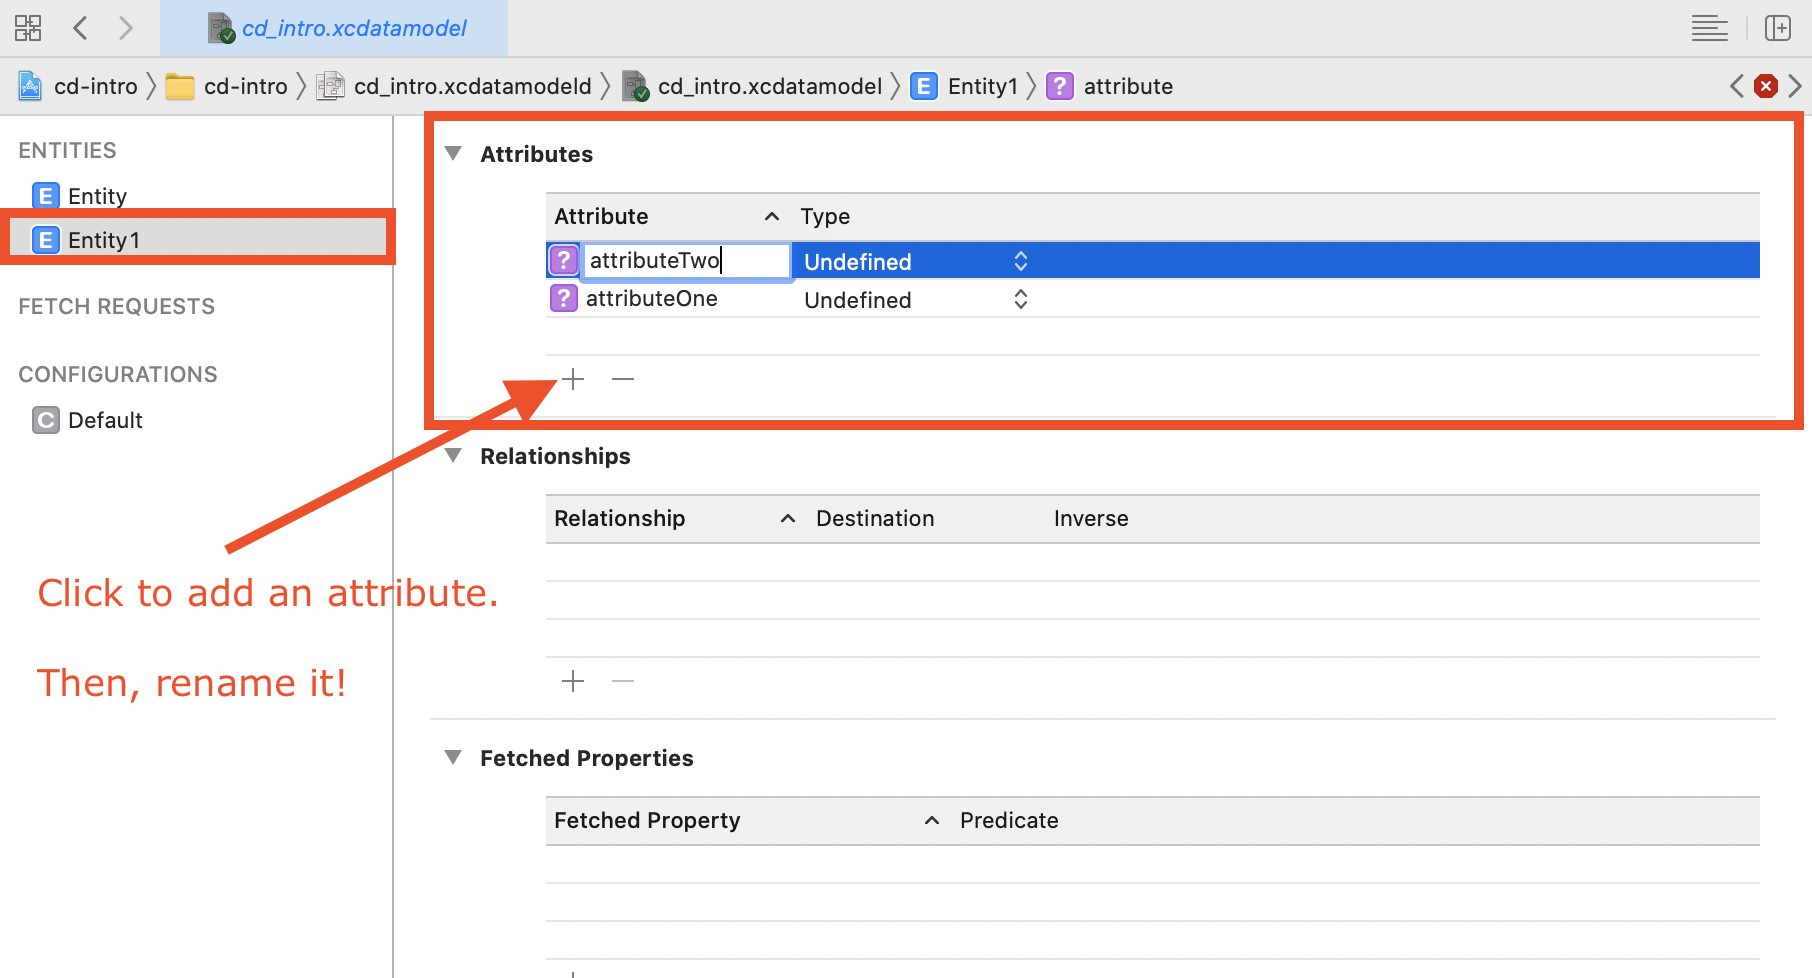 cd_intro.xcdatamodel
cd-intro cd-intro cd_intro.xcdatamodeld cd_intro.xcdatamodel E Entity1 ? attribute
ENTITIES
E Entity
E Entity1
FETCH REQUESTS
CONFIGURATIONS
C Default
Attributes
Attribute Type
? attributeTwo Undefined
? attributeOne Undefined
Relationships
Relationship Destination Inverse
Click to add an attribute.
Then, rename it!
Fetched Properties
Fetched Property Predicate